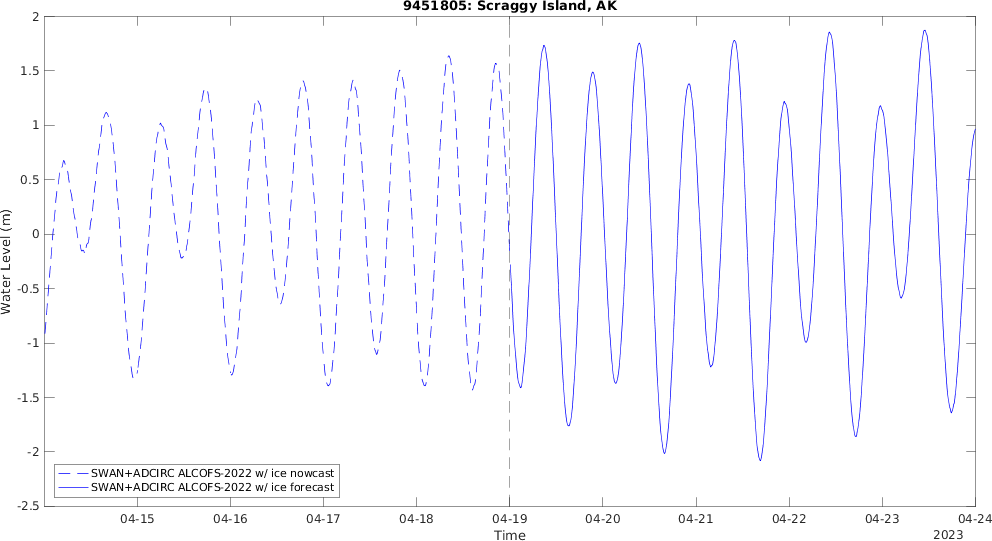 9451805: Scraggy Island, AK
2
1.5
1
0.5
0
-0.5
-1
-1.5
-2
-2.5
Water Level (m)
SWAN+ADCIRC ALCOFS-2022 w/ ice nowcast
SWAN+ADCIRC ALCOFS-2022 w/ ice forecast
04-15 04-16 04-17 04-18 04-19 04-20 04-21 04-22 04-23 04-24
Time
2023